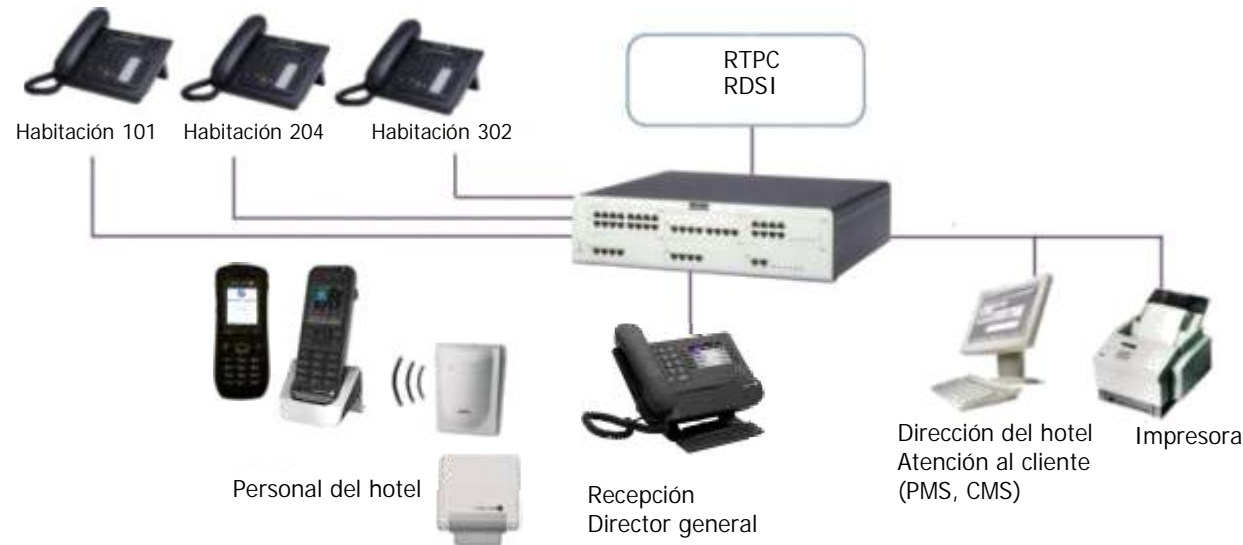 RTPC
RDSI
Habitación 101
Habitación 204
Habitación 302
Personal del hotel
Recepción
Director general
Dirección del hotel
Atención al cliente
(PMS, CMS)
Impresora